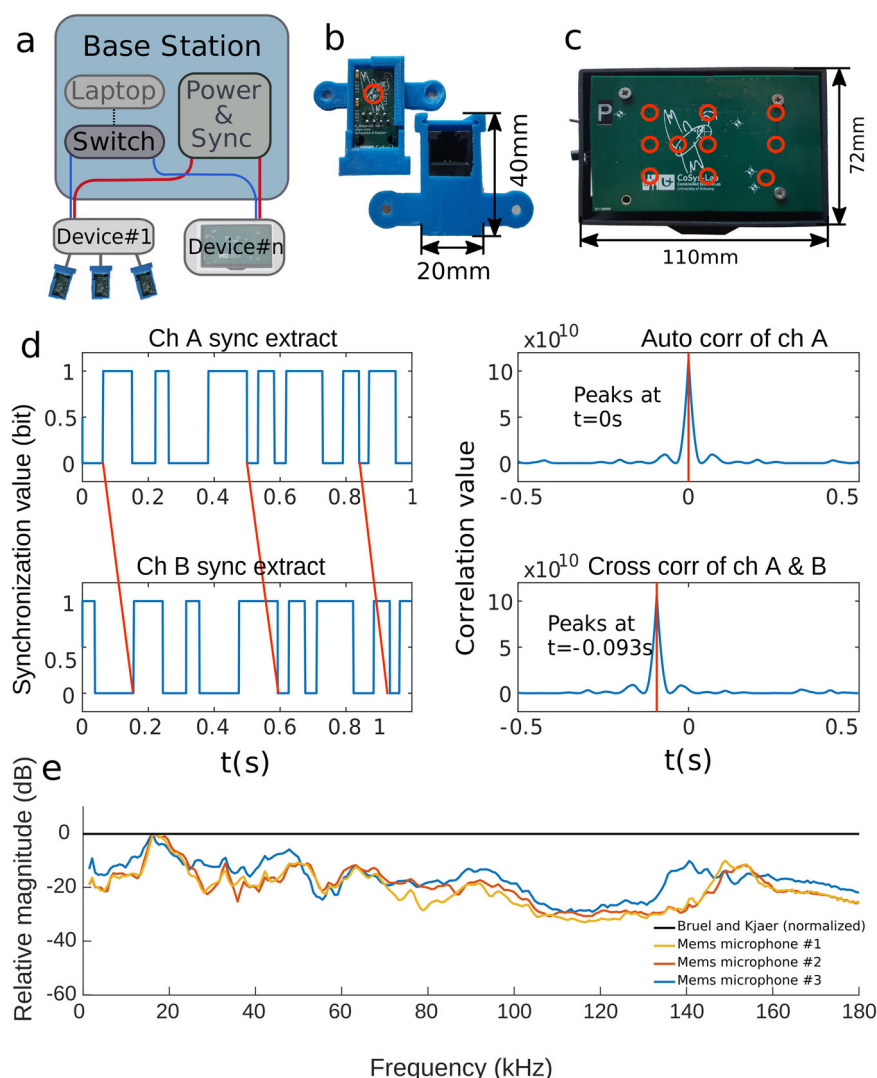 a
Base Station
Laptop
Power
&
Sync
Switch
Device#1
Device#n
b
40mm
20mm
c
P
CoSys-Lab
72mm
110mm
d
Ch A sync extract
1
0.5
0
0
0.2
0.4
0.6
0.8
1
Ch B sync extract
1
0.5
0
0
0.2
0.4
0.6
0.8
1
Synchronization value (bit)
t(s)
x10¹⁰
Auto corr of ch A
Peaks at
t=0s
10
5
0
-0.5
0
0.5
x10¹⁰
Cross corr of ch A & B
Peaks at
t=-0.093s
10
5
0
-0.5
0
0.5
Correlation value
t(s)
e
Relative magnitude (dB)
0
-20
-40
-60
Bruel and Kjaer (normalized)
Mems microphone #1
Mems microphone #2
Mems microphone #3
0
20
40
60
80
100
120
140
160
180
Frequency (kHz)